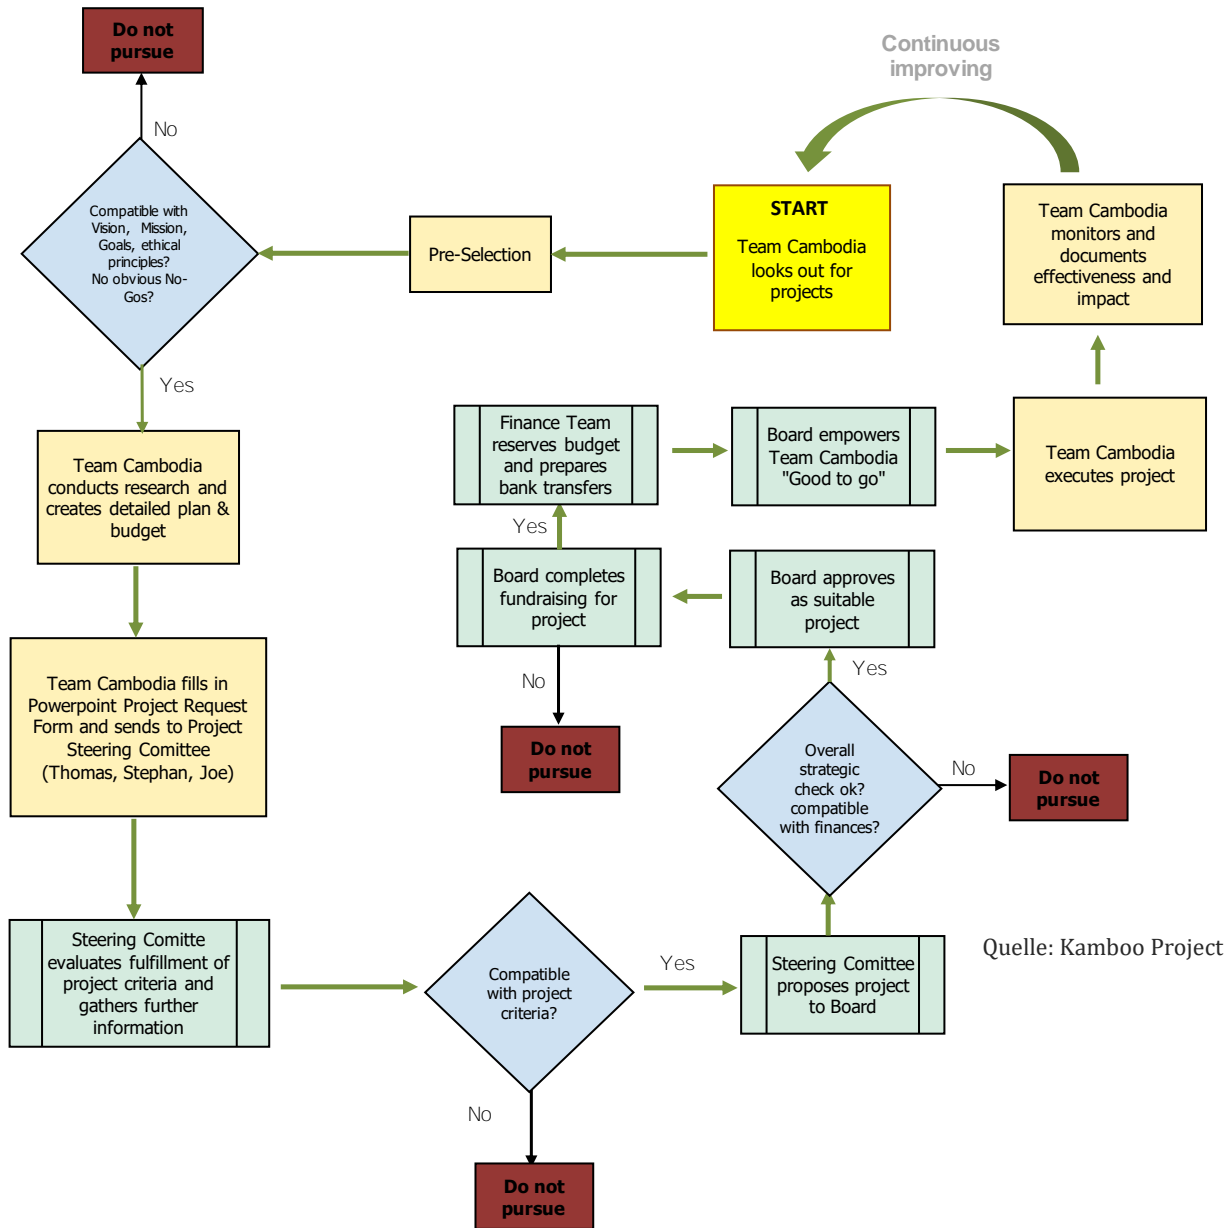 Do not
pursue
Continuous
improving
No
Compatible with
Vision, Mission,
Goals, ethical
principles?
No obvious No-
Gos?
Pre-Selection
START
Team Cambodia
looks out for
projects
Team Cambodia
monitors and
documents
effectiveness and
impact
Yes
Team Cambodia
conducts research and
creates detailed plan &
budget
Finance Team
reserves budget
and prepares
bank transfers
Board empowers
Team Cambodia
"Good to go"
Team Cambodia
executes project
Yes
Board completes
fundraising for
project
Board approves
as suitable
project
No
Yes
Do not
pursue
Team Cambodia fills in
Powerpoint Project Request
Form and sends to Project
Steering Comittee
(Thomas, Stephan, Joe)
Overall
strategic
check ok?
compatible
with finances?
No
Do not
pursue
Steering Comitte
evaluates fulfillment of
project criteria and
gathers further
information
Compatible
with project
criteria?
Yes
Steering Comittee
proposes project
to Board
Quelle: Kamboo Project
No
Do not
pursue